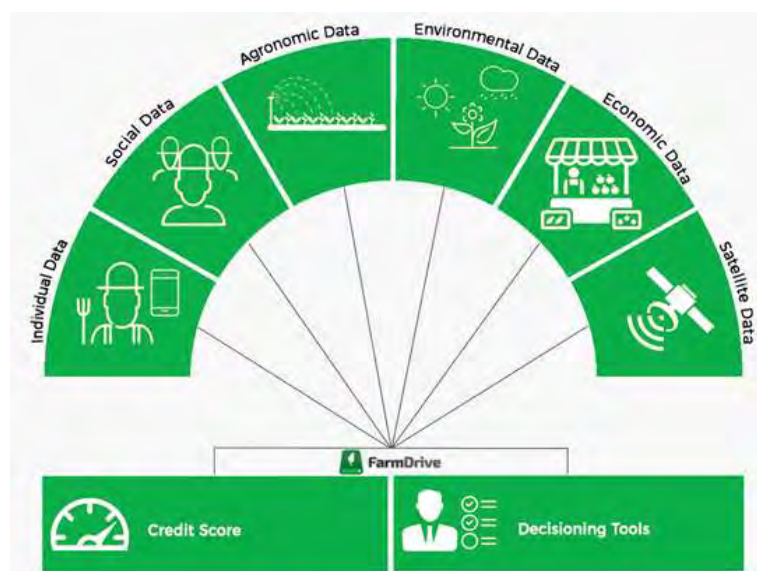 Individual Data
Social Data
Agronomic Data
Environmental Data
Economic Data
Satellite Data
FarmDrive
Credit Score
Decisioning Tools